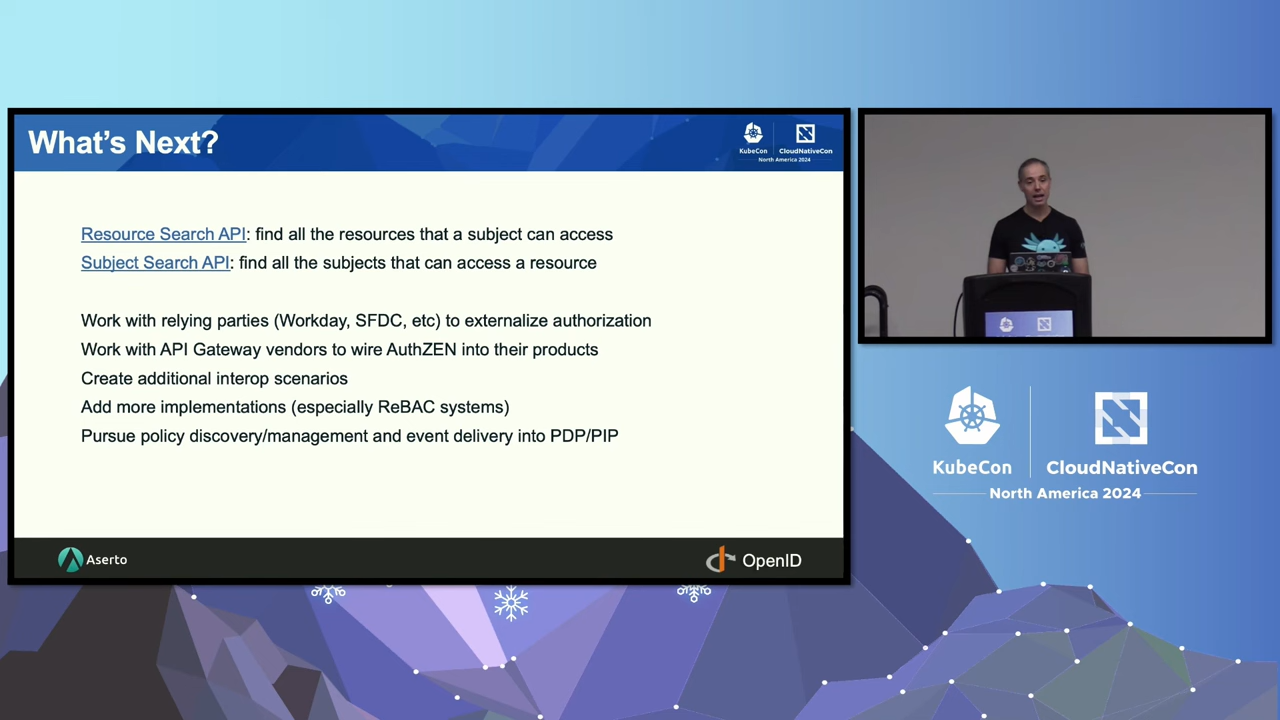 What's Next?
KubeCon
CloudNativeCon
North America 2024
Resource Search API: find all the resources that a subject can access
Subject Search API: find all the subjects that can access a resource
Work with relying parties (Workday, SFDC, etc) to externalize authorization
Work with API Gateway vendors to wire AuthZEN into their products
Create additional interop scenarios
Add more implementations (especially ReBAC systems)
Pursue policy discovery/management and event delivery into PDP/PIP
Aserto
OpenID
KubeCon
CloudNativeCon
North America 2024